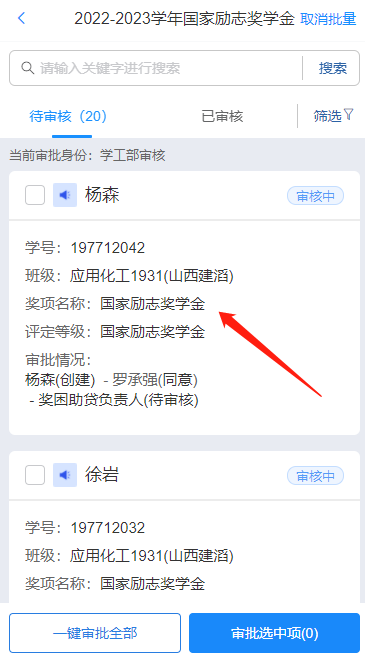 2022-2023学年国家励志奖学金 取消批量
请输入关键字进行搜索 搜索
待审核（20） 已审核 筛选
当前审批身份：学工部审核
杨森 审核中
学号：197712042
班级：应用化工1931(山西建滔)
奖项名称：国家励志奖学金
评定等级：国家励志奖学金
审批情况：
杨森(创建) - 罗承强(同意)
- 奖困助贷负责人(待审核)
徐岩 审核中
学号：197712032
班级：应用化工1931(山西建滔)
奖项名称：国家励志奖学金
一键审批全部 审批选中项(0)